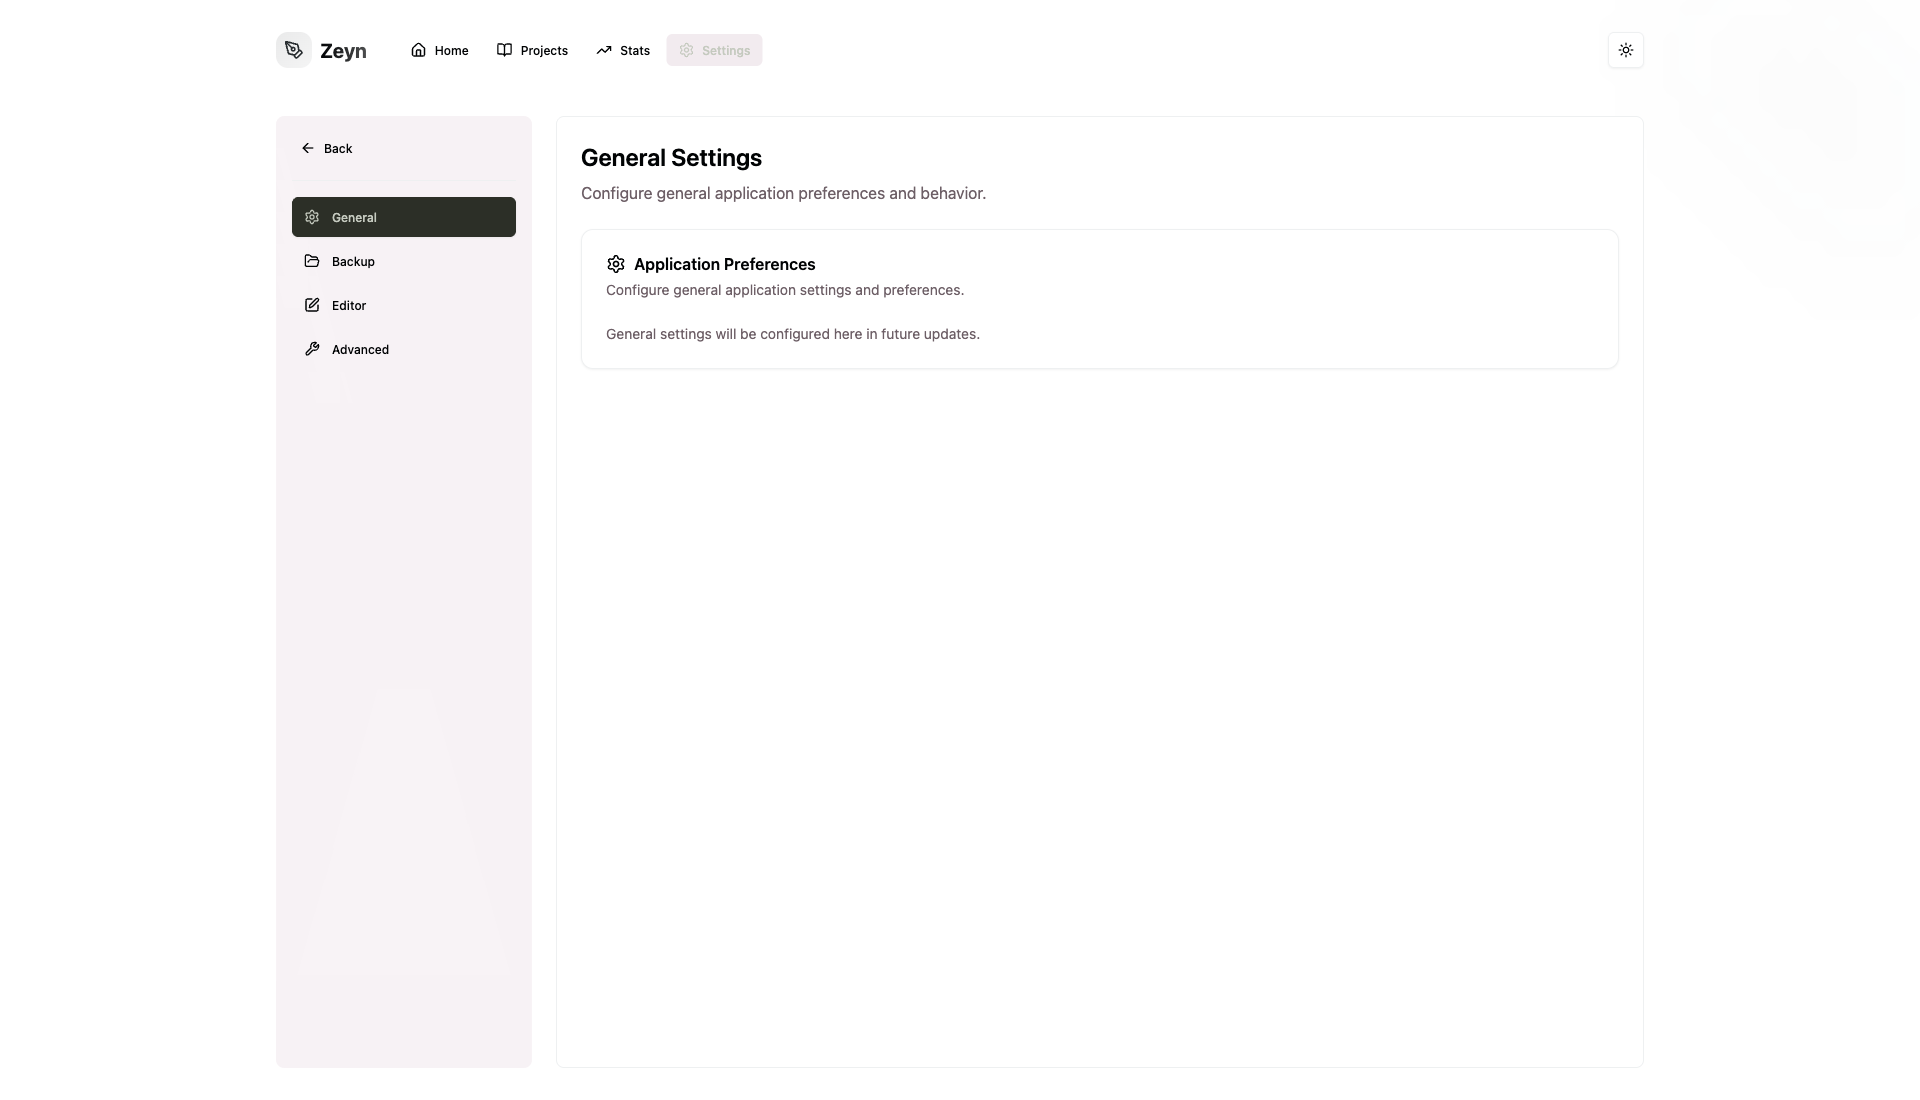 Zeyn
Home
Projects
Stats
Settings
Back
General
Backup
Editor
Advanced
General Settings
Configure general application preferences and behavior.
Application Preferences
Configure general application settings and preferences.
General settings will be configured here in future updates.